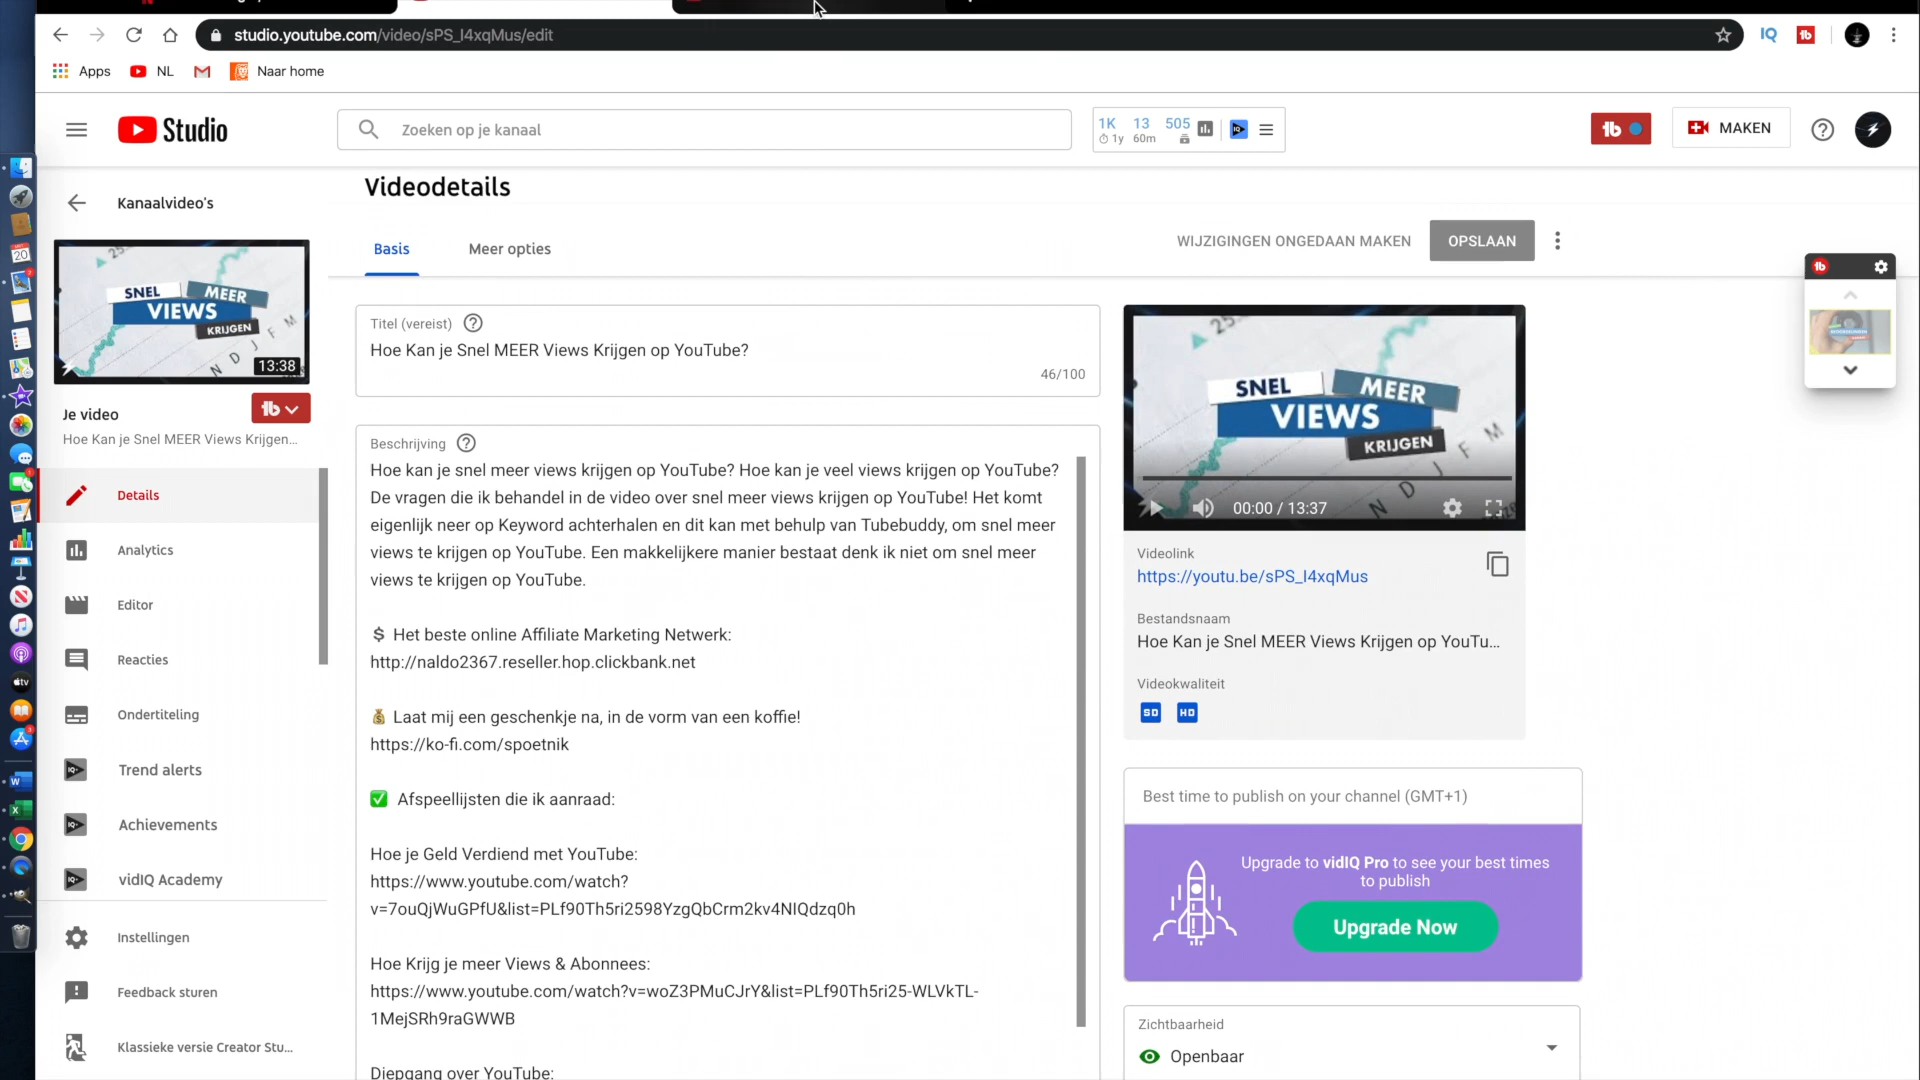 studio.youtube.com/video/sPS_I4xqMus/edit
IQ
Apps
NL
Naar home
Studio
Zoeken op je kanaal
1K 13 505
1y 60m
MAKEN
Kanaalvideo's
Videodetails
Basis
Meer opties
WIJZIGINGEN ONGEDAAN MAKEN
OPSLAAN
SNEL MEER
VIEWS
KRIJGEN
13:38
Je video
Hoe Kan je Snel MEER Views Krijgen...
Details
Analytics
Editor
Reacties
Ondertiteling
Trend alerts
Achievements
vidIQ Academy
Instellingen
Feedback sturen
Klassieke versie Creator Stu...
Titel (vereist)
Hoe Kan je Snel MEER Views Krijgen op YouTube?
46/100
Beschrijving
Hoe kan je snel meer views krijgen op YouTube? Hoe kan je veel views krijgen op YouTube?
De vragen die ik behandel in de video over snel meer views krijgen op YouTube! Het komt
eigenlijk neer op Keyword achterhalen en dit kan met behulp van Tubebuddy, om snel meer
views te krijgen op YouTube. Een makkelijkere manier bestaat denk ik niet om snel meer
views te krijgen op YouTube.
$ Het beste online Affiliate Marketing Netwerk:
http://naldo2367.reseller.hop.clickbank.net
💰 Laat mij een geschenkje na, in de vorm van een koffie!
https://ko-fi.com/spoetnik
✅ Afspeellijsten die ik aanraad:
Hoe je Geld Verdiend met YouTube:
https://www.youtube.com/watch?
v=7ouQjWuGPfU&list=PLf90Th5ri2598YzgQbCrm2kv4NIQdzq0h
Hoe Krijg je meer Views & Abonnees:
https://www.youtube.com/watch?v=woZ3PMuCJrY&list=PLf90Th5ri25-WLVkTL-
1MejSRh9raGWWB
Diepgang over YouTube:
SNEL MEER
VIEWS
KRIJGEN
00:00 / 13:37
Videolink
https://youtu.be/sPS_I4xqMus
Bestandsnaam
Hoe Kan je Snel MEER Views Krijgen op YouTu...
Videokwaliteit
SD HD
Best time to publish on your channel (GMT+1)
Upgrade to vidIQ Pro to see your best times
to publish
Upgrade Now
Zichtbaarheid
Openbaar